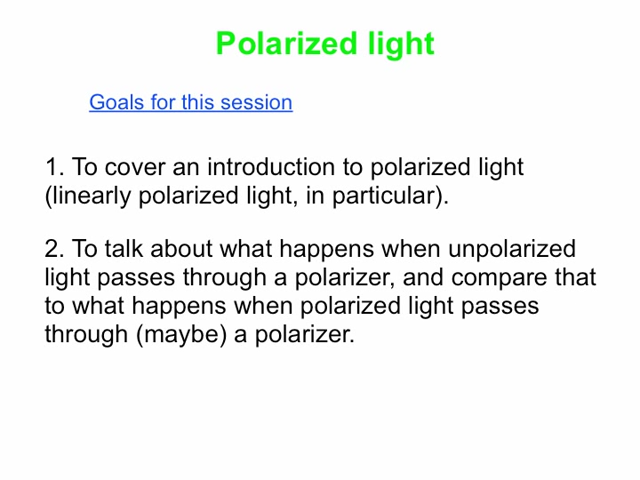 Polarized light
Goals for this session
1. To cover an introduction to polarized light
(linearly polarized light, in particular).
2. To talk about what happens when unpolarized
light passes through a polarizer, and compare that
to what happens when polarized light passes
through (maybe) a polarizer.